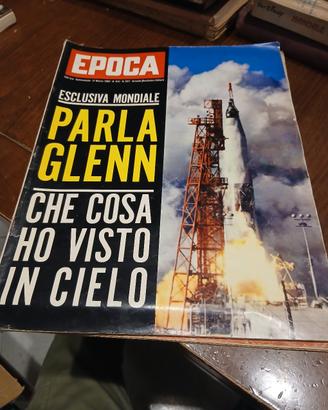 EPOCA
ESCLUSIVA MONDIALE
PARLA
GLENN
CHE COSA
HO VISTO
IN CIELO